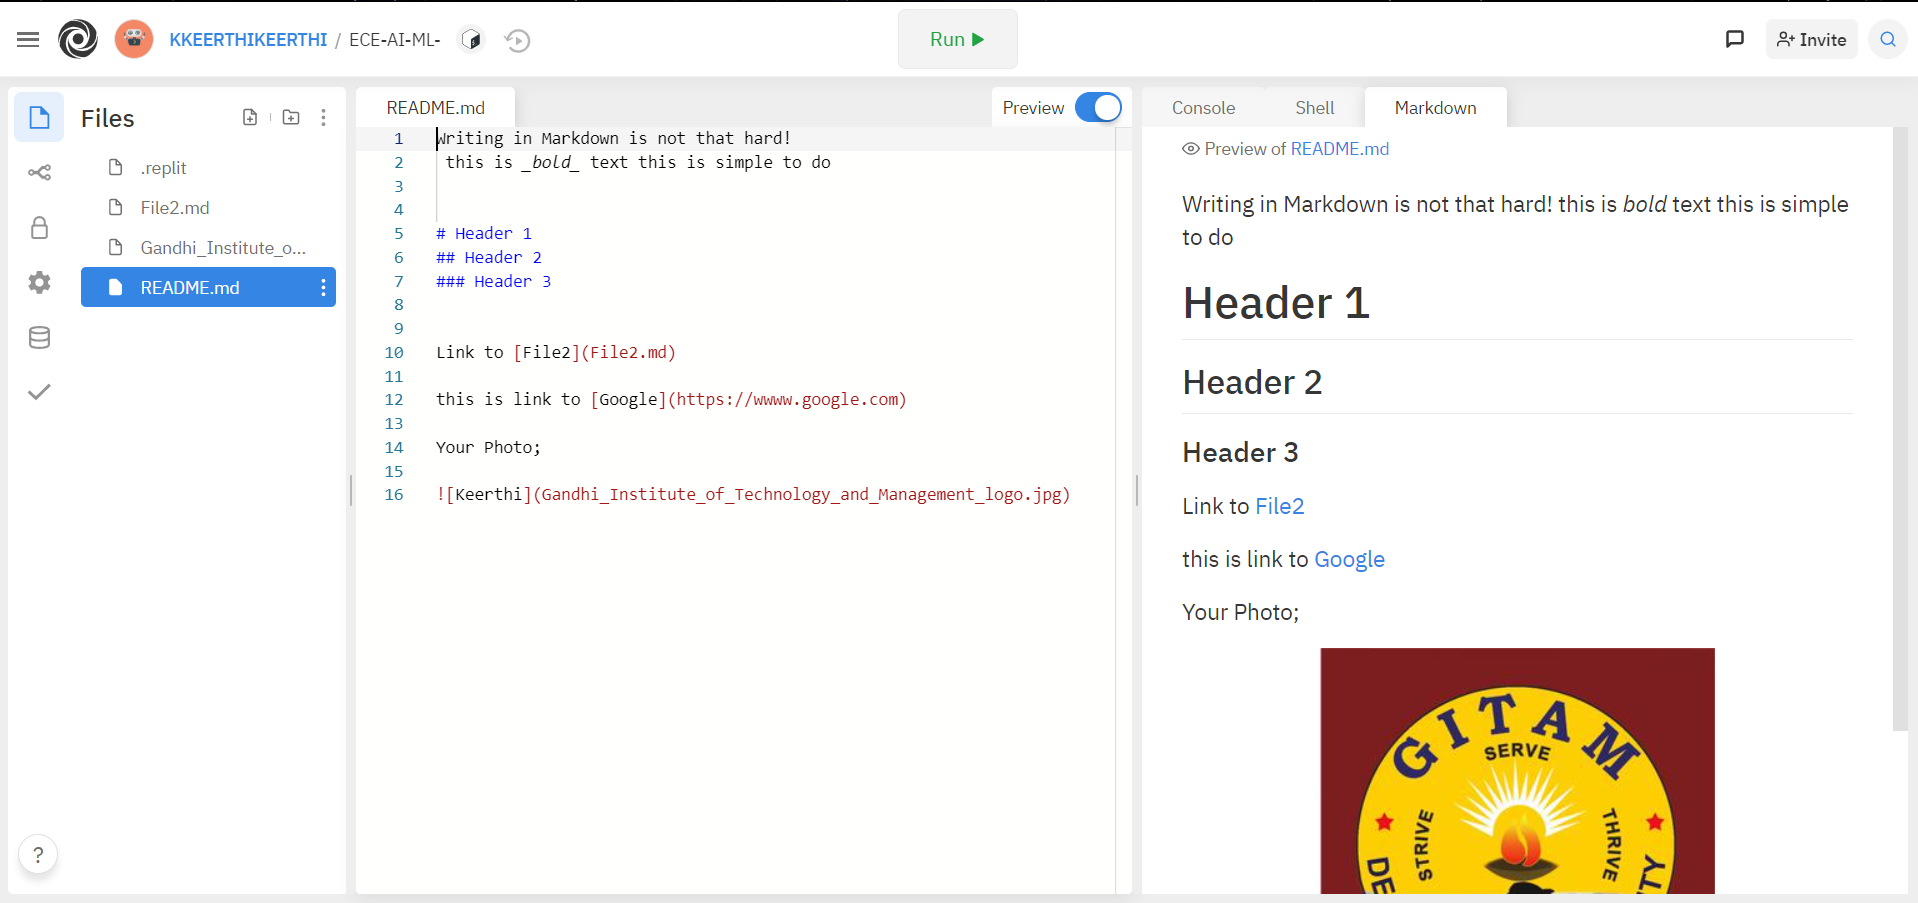 KKEERTHIKEERTHI / ECE-AI-ML-
Run
Invite
Files
.replit
File2.md
Gandhi_Institute_o...
README.md
?
README.md
Preview
1 Writing in Markdown is not that hard!
2 this is _bold_ text this is simple to do
3
4
5 # Header 1
6 ## Header 2
7 ### Header 3
8
9
10 Link to [File2](File2.md)
11
12 this is link to [Google](https://wwww.google.com)
13
14 Your Photo;
15
16 ![Keerthi](Gandhi_Institute_of_Technology_and_Management_logo.jpg)
Console Shell Markdown
Preview of README.md
Writing in Markdown is not that hard! this is bold text this is simple
to do
Header 1
Header 2
Header 3
Link to File2
this is link to Google
Your Photo;
GITAM
SERVE
STRIVE
THRIVE